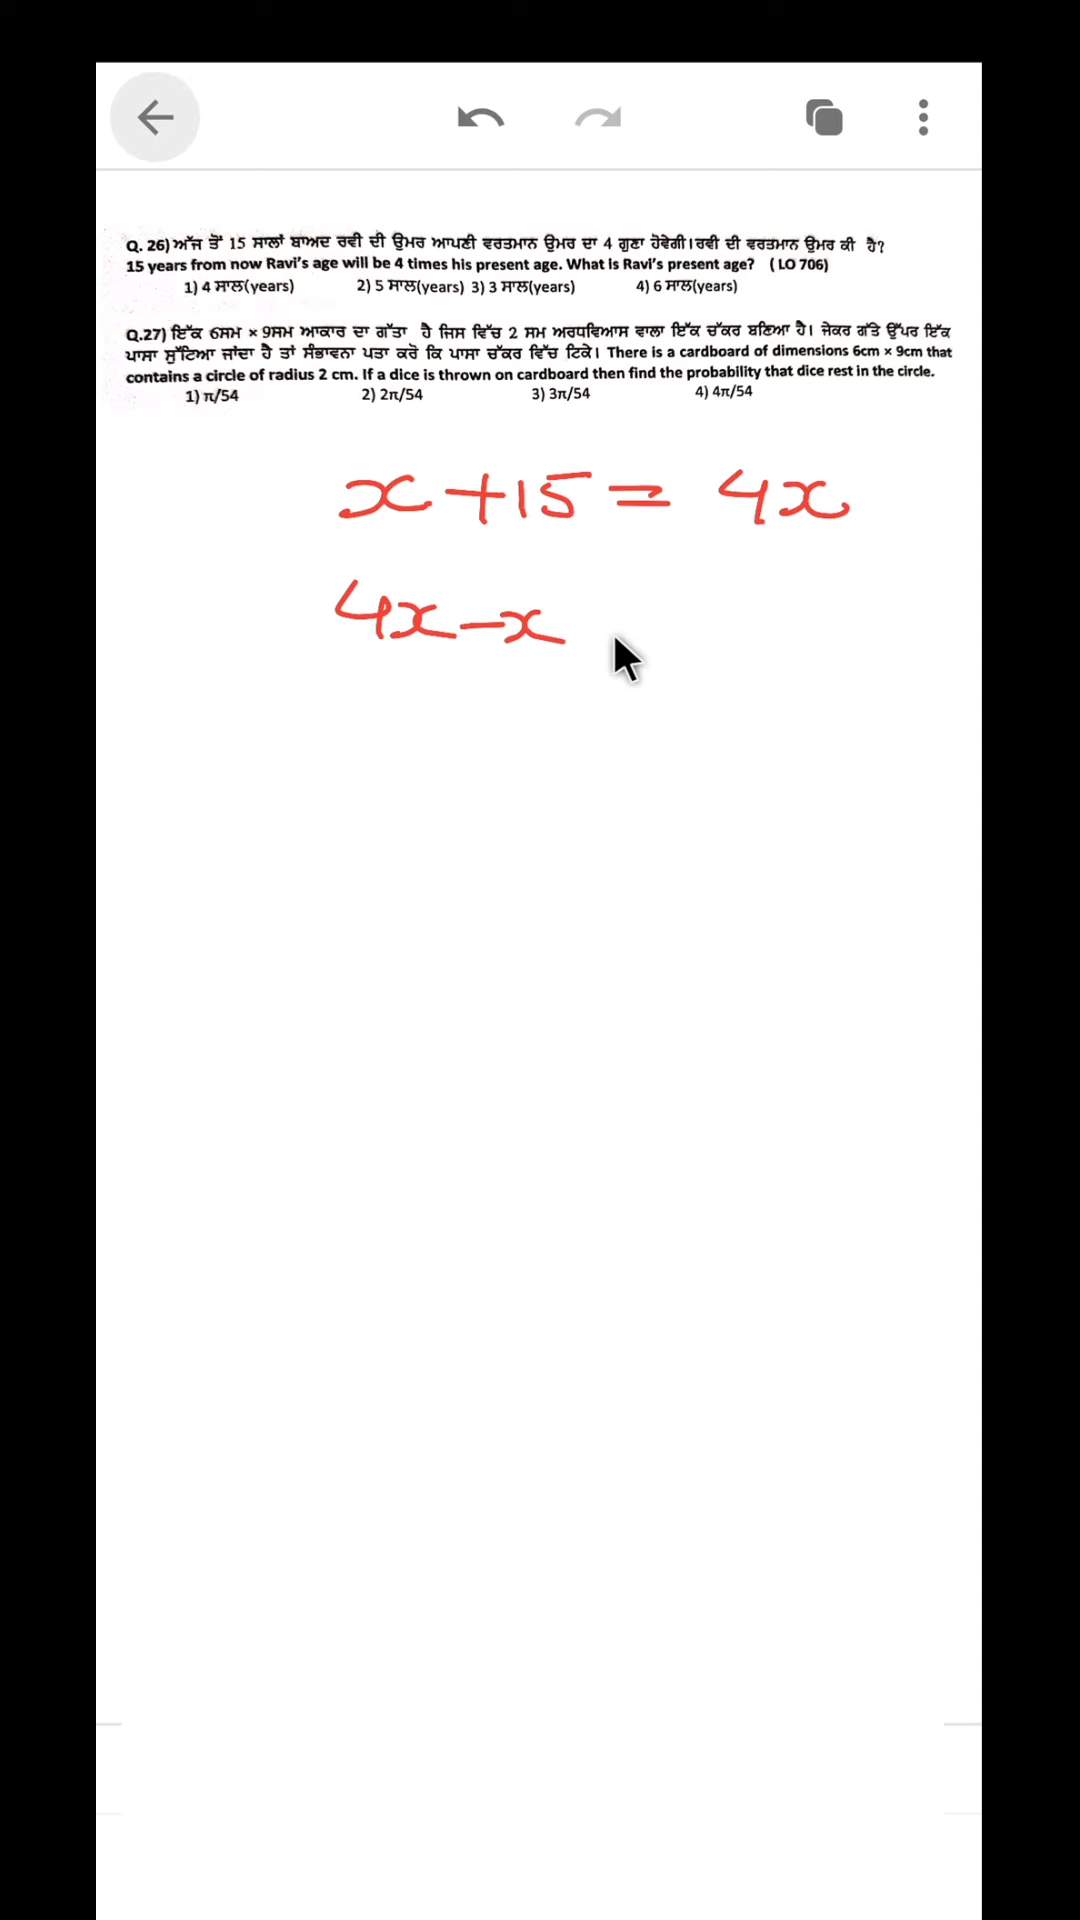 Q. 26) ਅੱਜ ਤੋਂ 15 ਸਾਲਾਂ ਬਾਅਦ ਰਵੀ ਦੀ ਉਮਰ ਆਪਣੀ ਵਰਤਮਾਨ ਉਮਰ ਦਾ 4 ਗੁਣਾ ਹੋਵੇਗੀ।ਰਵੀ ਦੀ ਵਰਤਮਾਨ ਉਮਰ ਕੀ ਹੈ?
15 years from now Ravi's age will be 4 times his present age. What is Ravi's present age? ( LO 706)
1) 4 ਸਾਲ(years) 2) 5 ਸਾਲ(years) 3) 3 ਸਾਲ(years) 4) 6 ਸਾਲ(years)
Q.27) ਇੱਕ 6ਸਮ × 9ਸਮ ਆਕਾਰ ਦਾ ਗੱਤਾ ਹੈ ਜਿਸ ਵਿੱਚ 2 ਸਮ ਅਰਧਵਿਆਸ ਵਾਲਾ ਇੱਕ ਚੱਕਰ ਬਣਿਆ ਹੈ। ਜੇਕਰ ਗੱਤੇ ਉੱਪਰ ਇੱਕ
ਪਾਸਾ ਸੁੱਟਿਆ ਜਾਂਦਾ ਹੈ ਤਾਂ ਸੰਭਾਵਨਾ ਪਤਾ ਕਰੋ ਕਿ ਪਾਸਾ ਚੱਕਰ ਵਿੱਚ ਟਿਕੇ। There is a cardboard of dimensions 6cm × 9cm that
contains a circle of radius 2 cm. If a dice is thrown on cardboard then find the probability that dice rest in the circle.
1) π/54 2) 2π/54 3) 3π/54 4) 4π/54
x + 15 = 4x
4x - x